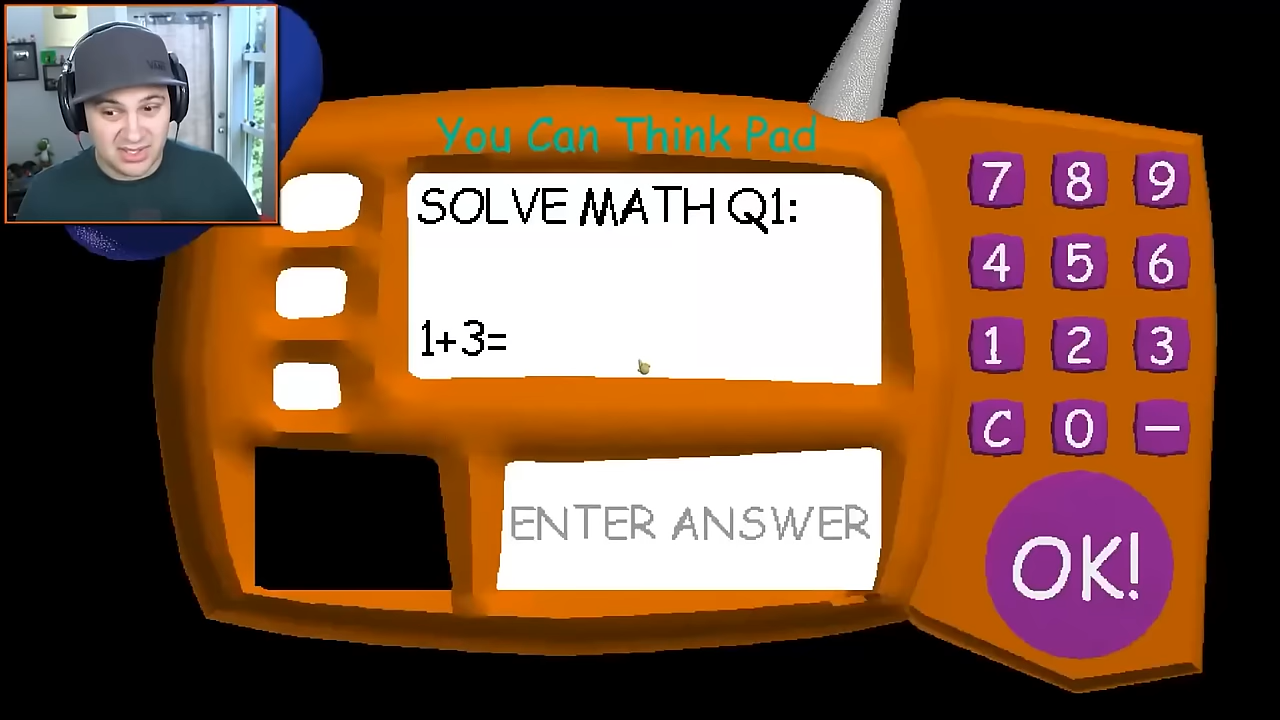 You Can Think Pad
SOLVE MATH Q1:
1+3=
ENTER ANSWER
7 8 9
4 5 6
1 2 3
C 0 −
OK!